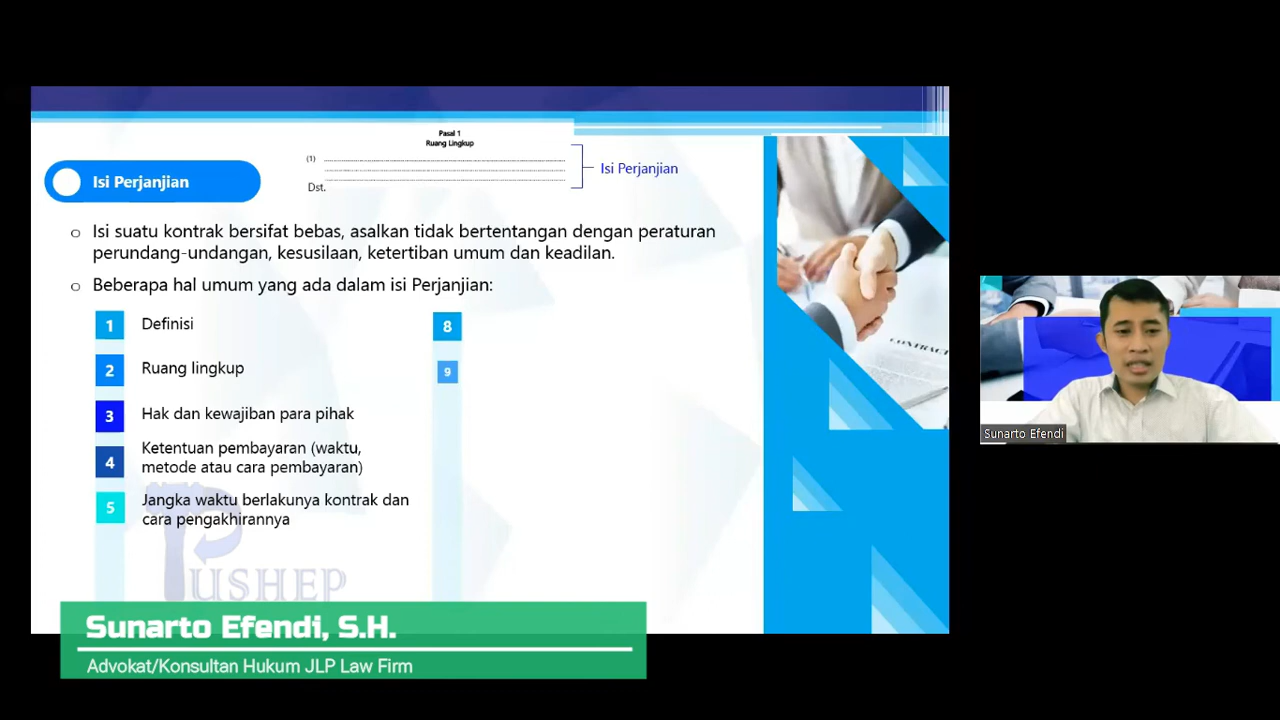 Pasal 1
Ruang Lingkup
(1)
Dst.
Isi Perjanjian
Isi Perjanjian
Isi suatu kontrak bersifat bebas, asalkan tidak bertentangan dengan peraturan
perundang-undangan, kesusilaan, ketertiban umum dan keadilan.
Beberapa hal umum yang ada dalam isi Perjanjian:
1 Definisi
2 Ruang lingkup
3 Hak dan kewajiban para pihak
4 Ketentuan pembayaran (waktu,
metode atau cara pembayaran)
5 Jangka waktu berlakunya kontrak dan
cara pengakhirannya
8
9
CONTRACT
PUSHEP
Sunarto Efendi, S.H.
Advokat/Konsultan Hukum JLP Law Firm
Sunarto Efendi